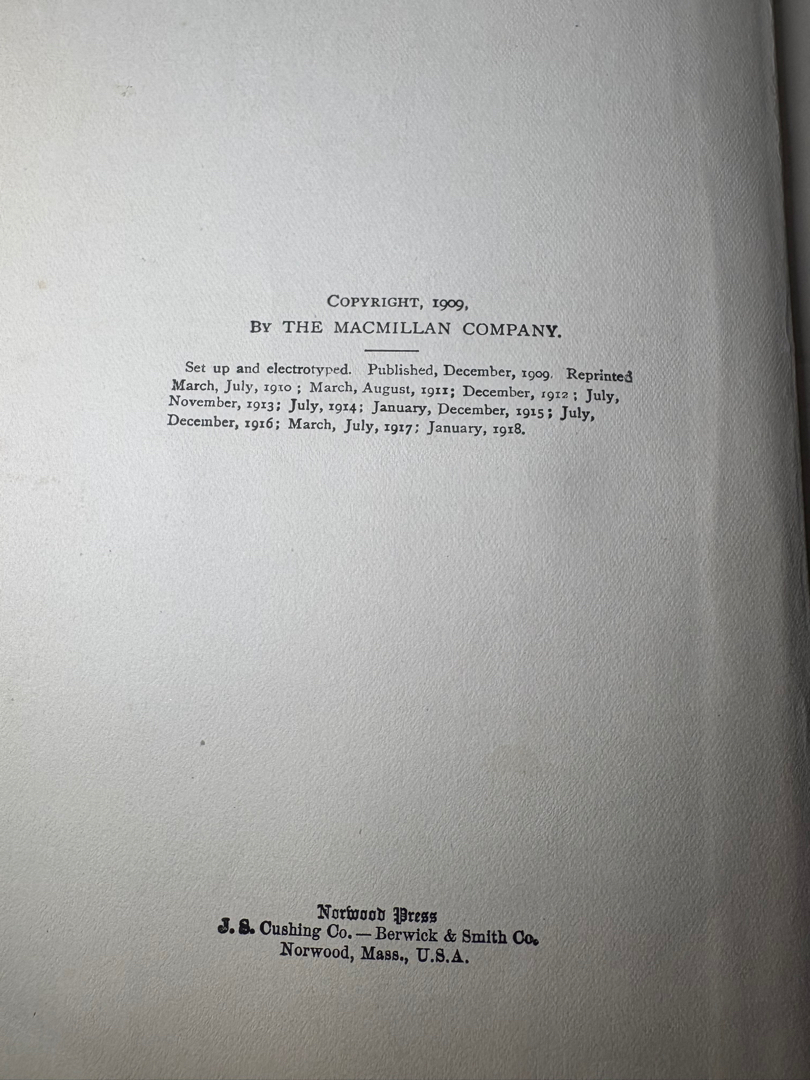 COPYRIGHT, 1909,
BY THE MACMILLAN COMPANY.
Set up and electrotyped. Published, December, 1909. Reprinted
March, July, 1910 ; March, August, 1911; December, 1912 ; July,
November, 1913; July, 1914; January, December, 1915; July,
December, 1916; March, July, 1917; January, 1918.
Norwood Press
J. S. Cushing Co. — Berwick & Smith Co.
Norwood, Mass., U.S.A.